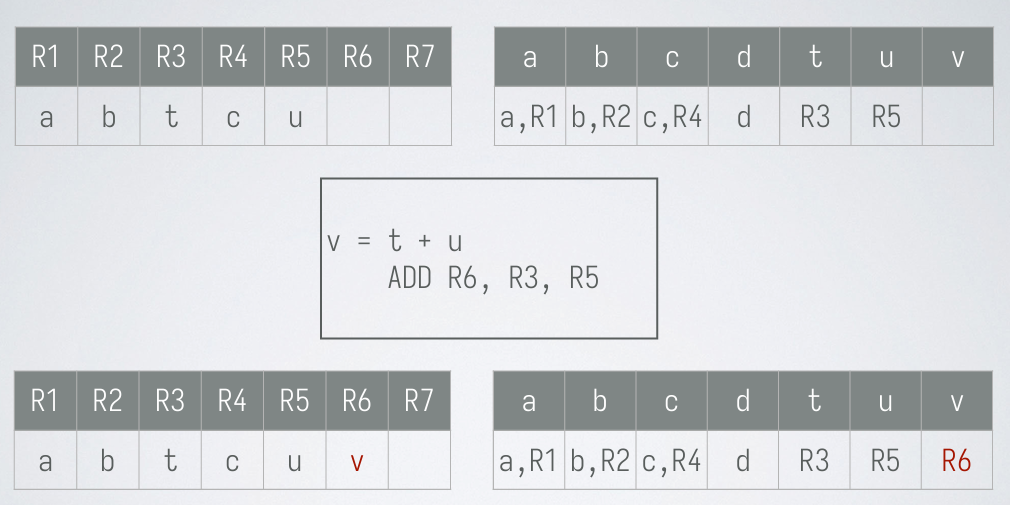 R1 R2 R3 R4 R5 R6 R7
a b t c u
a b c d t u v
a,R1 b,R2 c,R4 d R3 R5
v = t + u
ADD R6, R3, R5
R1 R2 R3 R4 R5 R6 R7
a b t c u v
a b c d t u v
a,R1 b,R2 c,R4 d R3 R5 R6